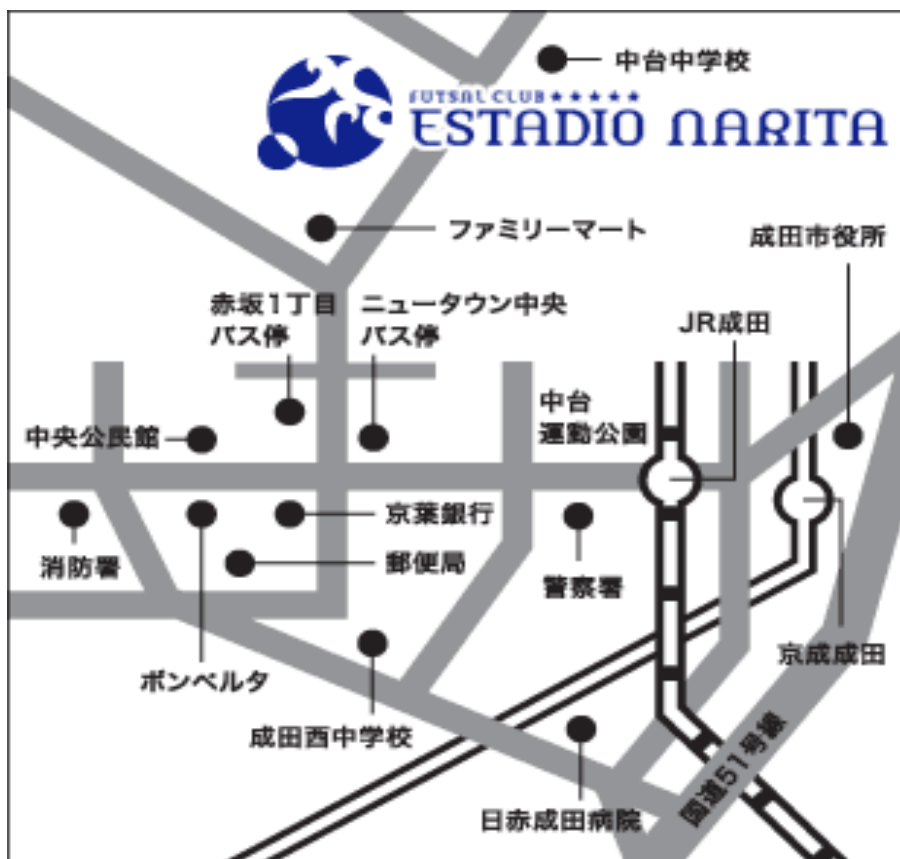 中台中学校
FUTSAL CLUB★★★★★
ESTADIO NARITA
ファミリーマート
成田市役所
赤坂1丁目
バス停
ニュータウン中央
バス停
JR成田
中台
運動公園
中央公民館
京葉銀行
消防署
郵便局
警察署
京成成田
ボンベルタ
成田西中学校
国道51号線
日赤成田病院